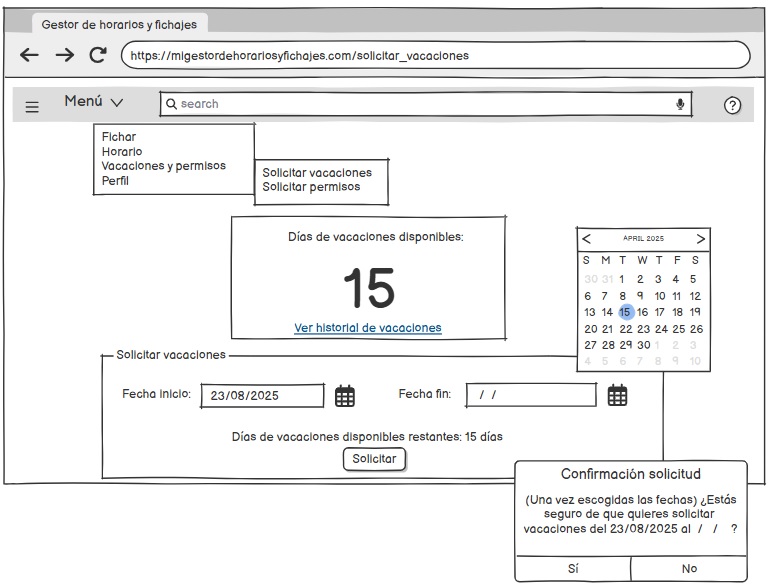 Gestor de horarios y fichajes
https://migestordehorariosyfichajes.com/solicitar_vacaciones
Menú
search
?
Fichar
Horario
Vacaciones y permisos
Perfil
Solicitar vacaciones
Solicitar permisos
Días de vacaciones disponibles:
15
Ver historial de vacaciones
< APRIL 2025 >
S M T W T F S
30 31 1 2 3 4 5
6 7 8 9 10 11 12
13 14 15 16 17 18 19
20 21 22 23 24 25 26
27 28 29 30 1 2 3
4 5 6 7 8 9 10
Solicitar vacaciones
Fecha inicio: 23/08/2025 Fecha fin: / /
Días de vacaciones disponibles restantes: 15 días
Solicitar
Confirmación solicitud
(Una vez escogidas las fechas) ¿Estás
seguro de que quieres solicitar
vacaciones del 23/08/2025 al / / ?
Sí No